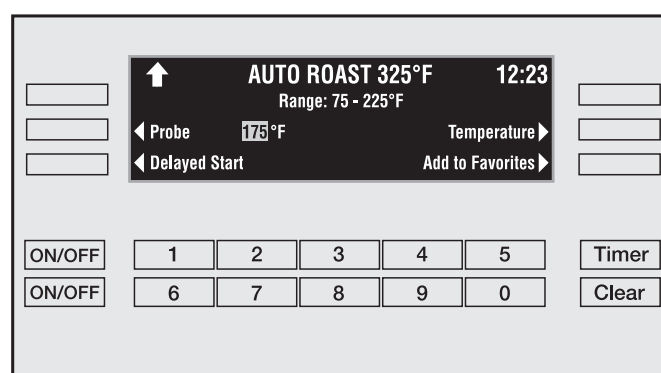 AUTO ROAST 325°F 12:23
Range: 75 - 225°F
Probe 175°F Temperature
Delayed Start Add to Favorites
ON/OFF 1 2 3 4 5 Timer
ON/OFF 6 7 8 9 0 Clear